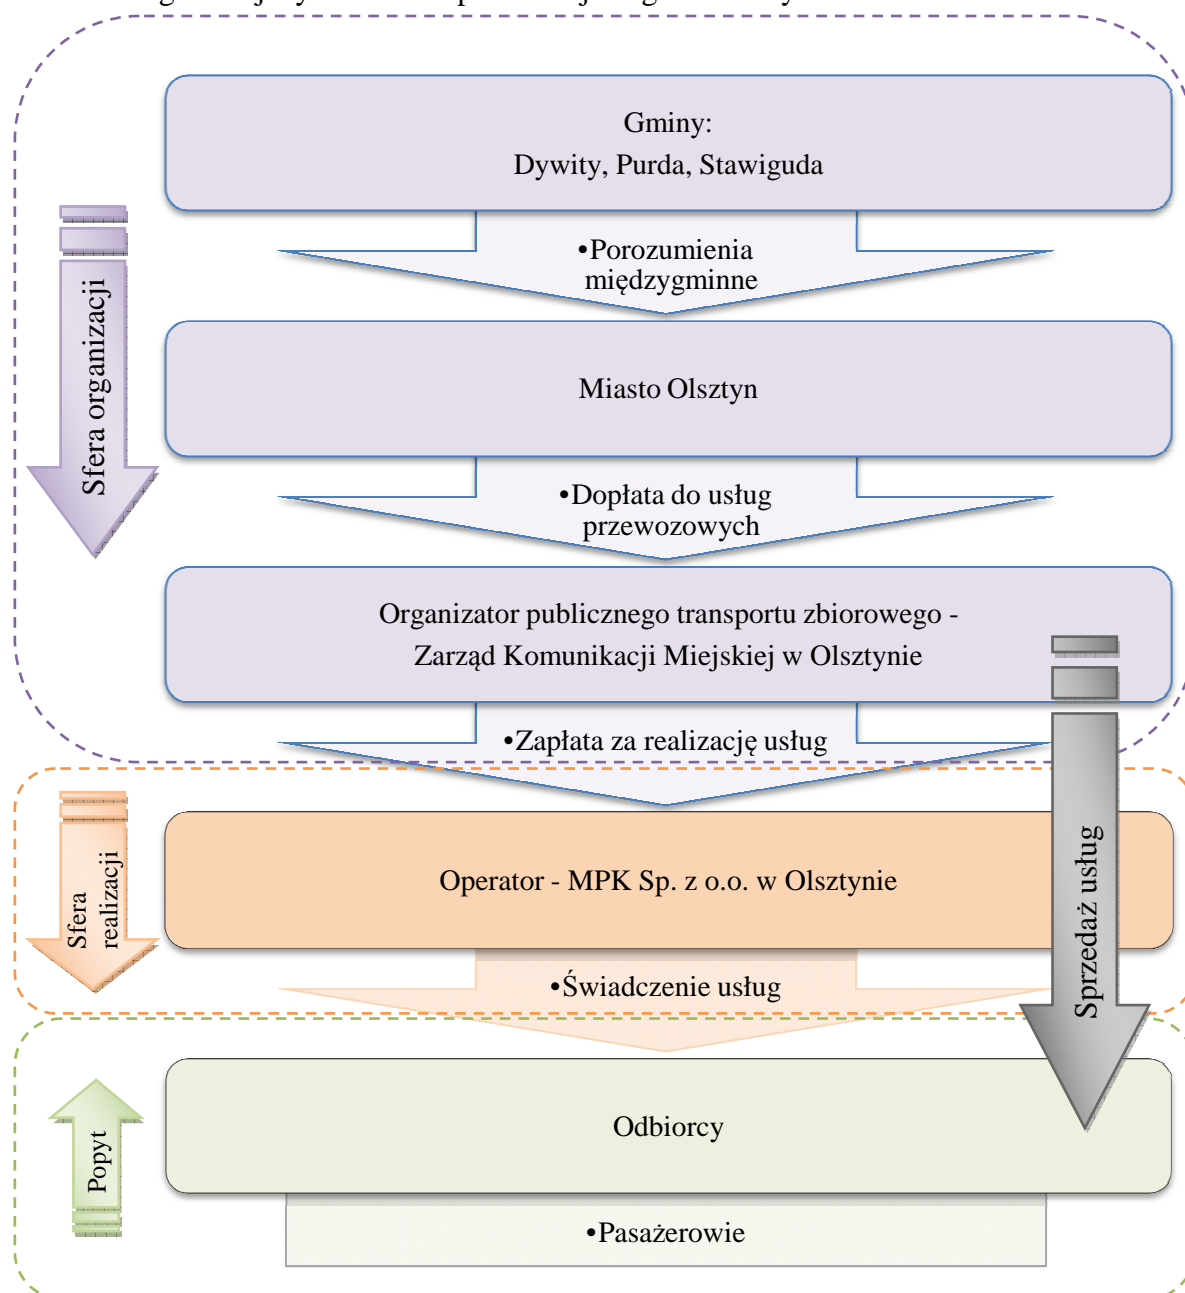 Gminy:
Dywity, Purda, Stawiguda
•Porozumienia
międzygminne
Sfera organizacji
Miasto Olsztyn
•Dopłata do usług
przewozowych
Organizator publicznego transportu zbiorowego -
Zarząd Komunikacji Miejskiej w Olsztynie
•Zapłata za realizację usług
Sfera
realizacji
Operator - MPK Sp. z o.o. w Olsztynie
Sprzedaż usług
•Świadczenie usług
Popyt
Odbiorcy
•Pasażerowie